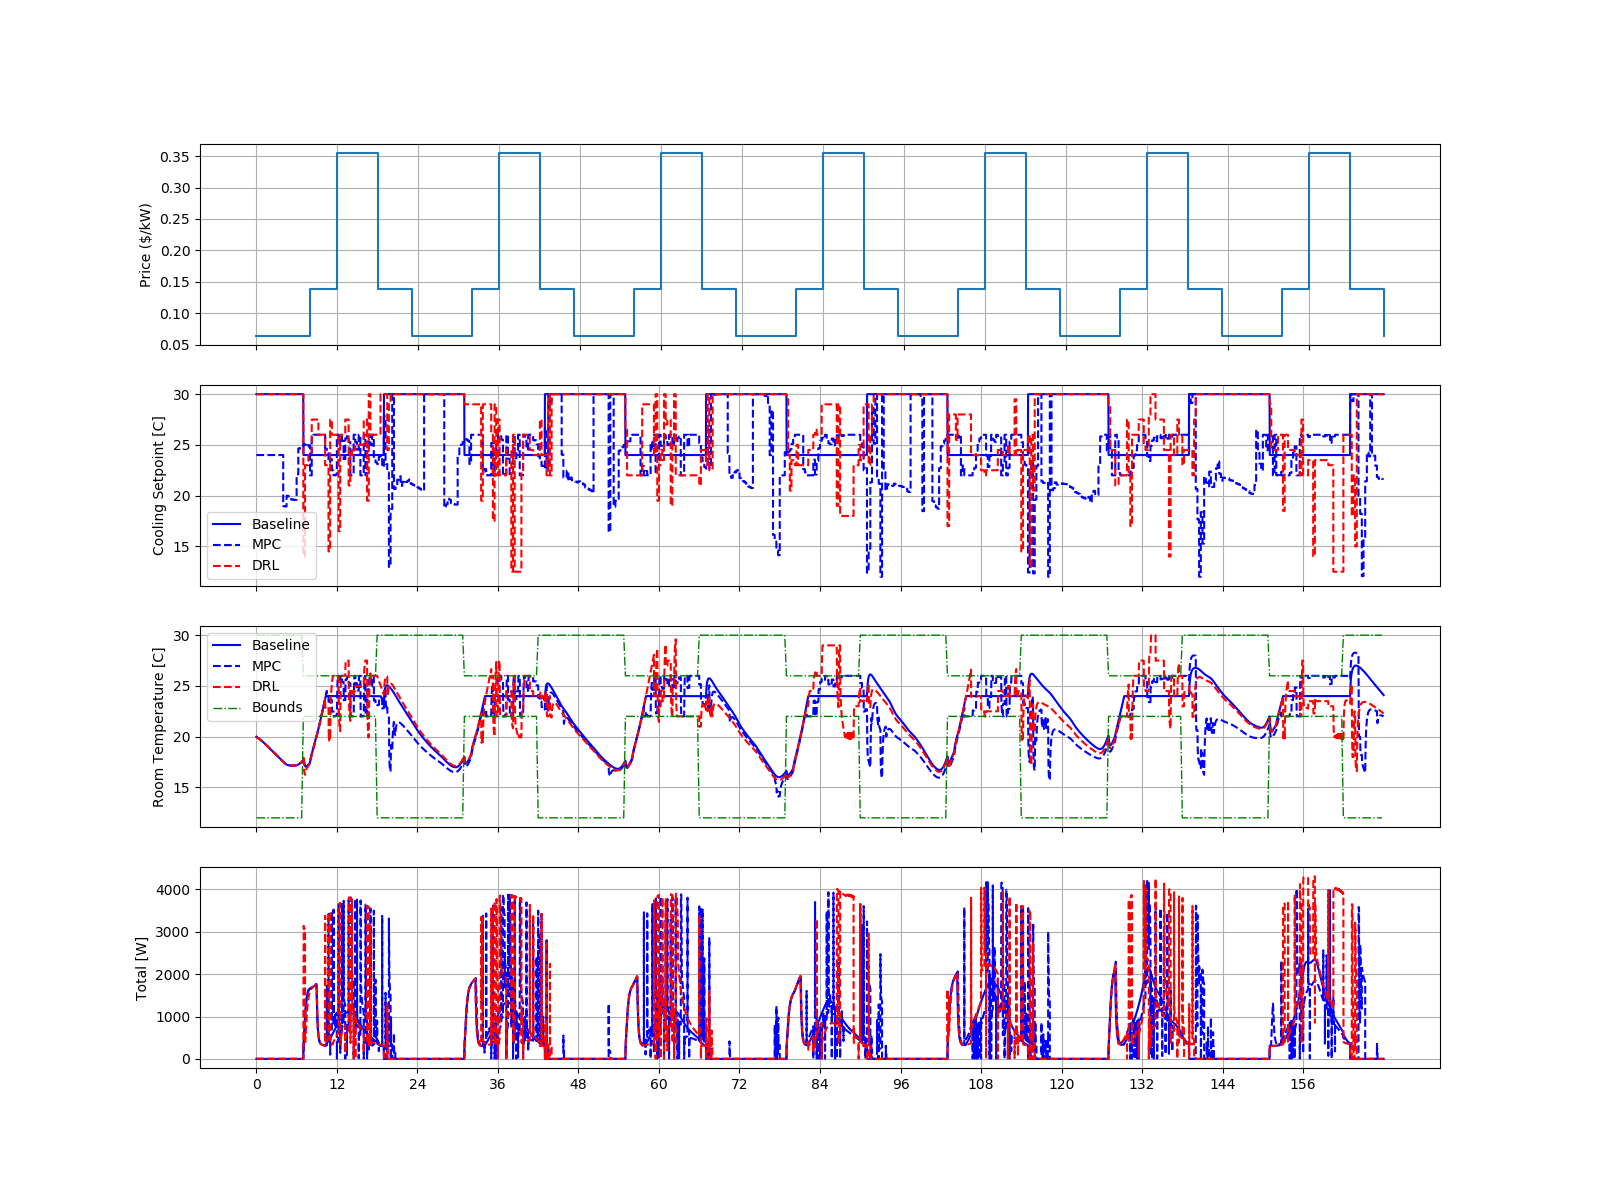 Price ($/kW)
0.35
0.30
0.25
0.20
0.15
0.10
0.05
Cooling Setpoint [C]
30
25
20
15
Baseline
MPC
DRL
Room Temperature [C]
30
25
20
15
Baseline
MPC
DRL
Bounds
Total [W]
4000
3000
2000
1000
0
0 12 24 36 48 60 72 84 96 108 120 132 144 156